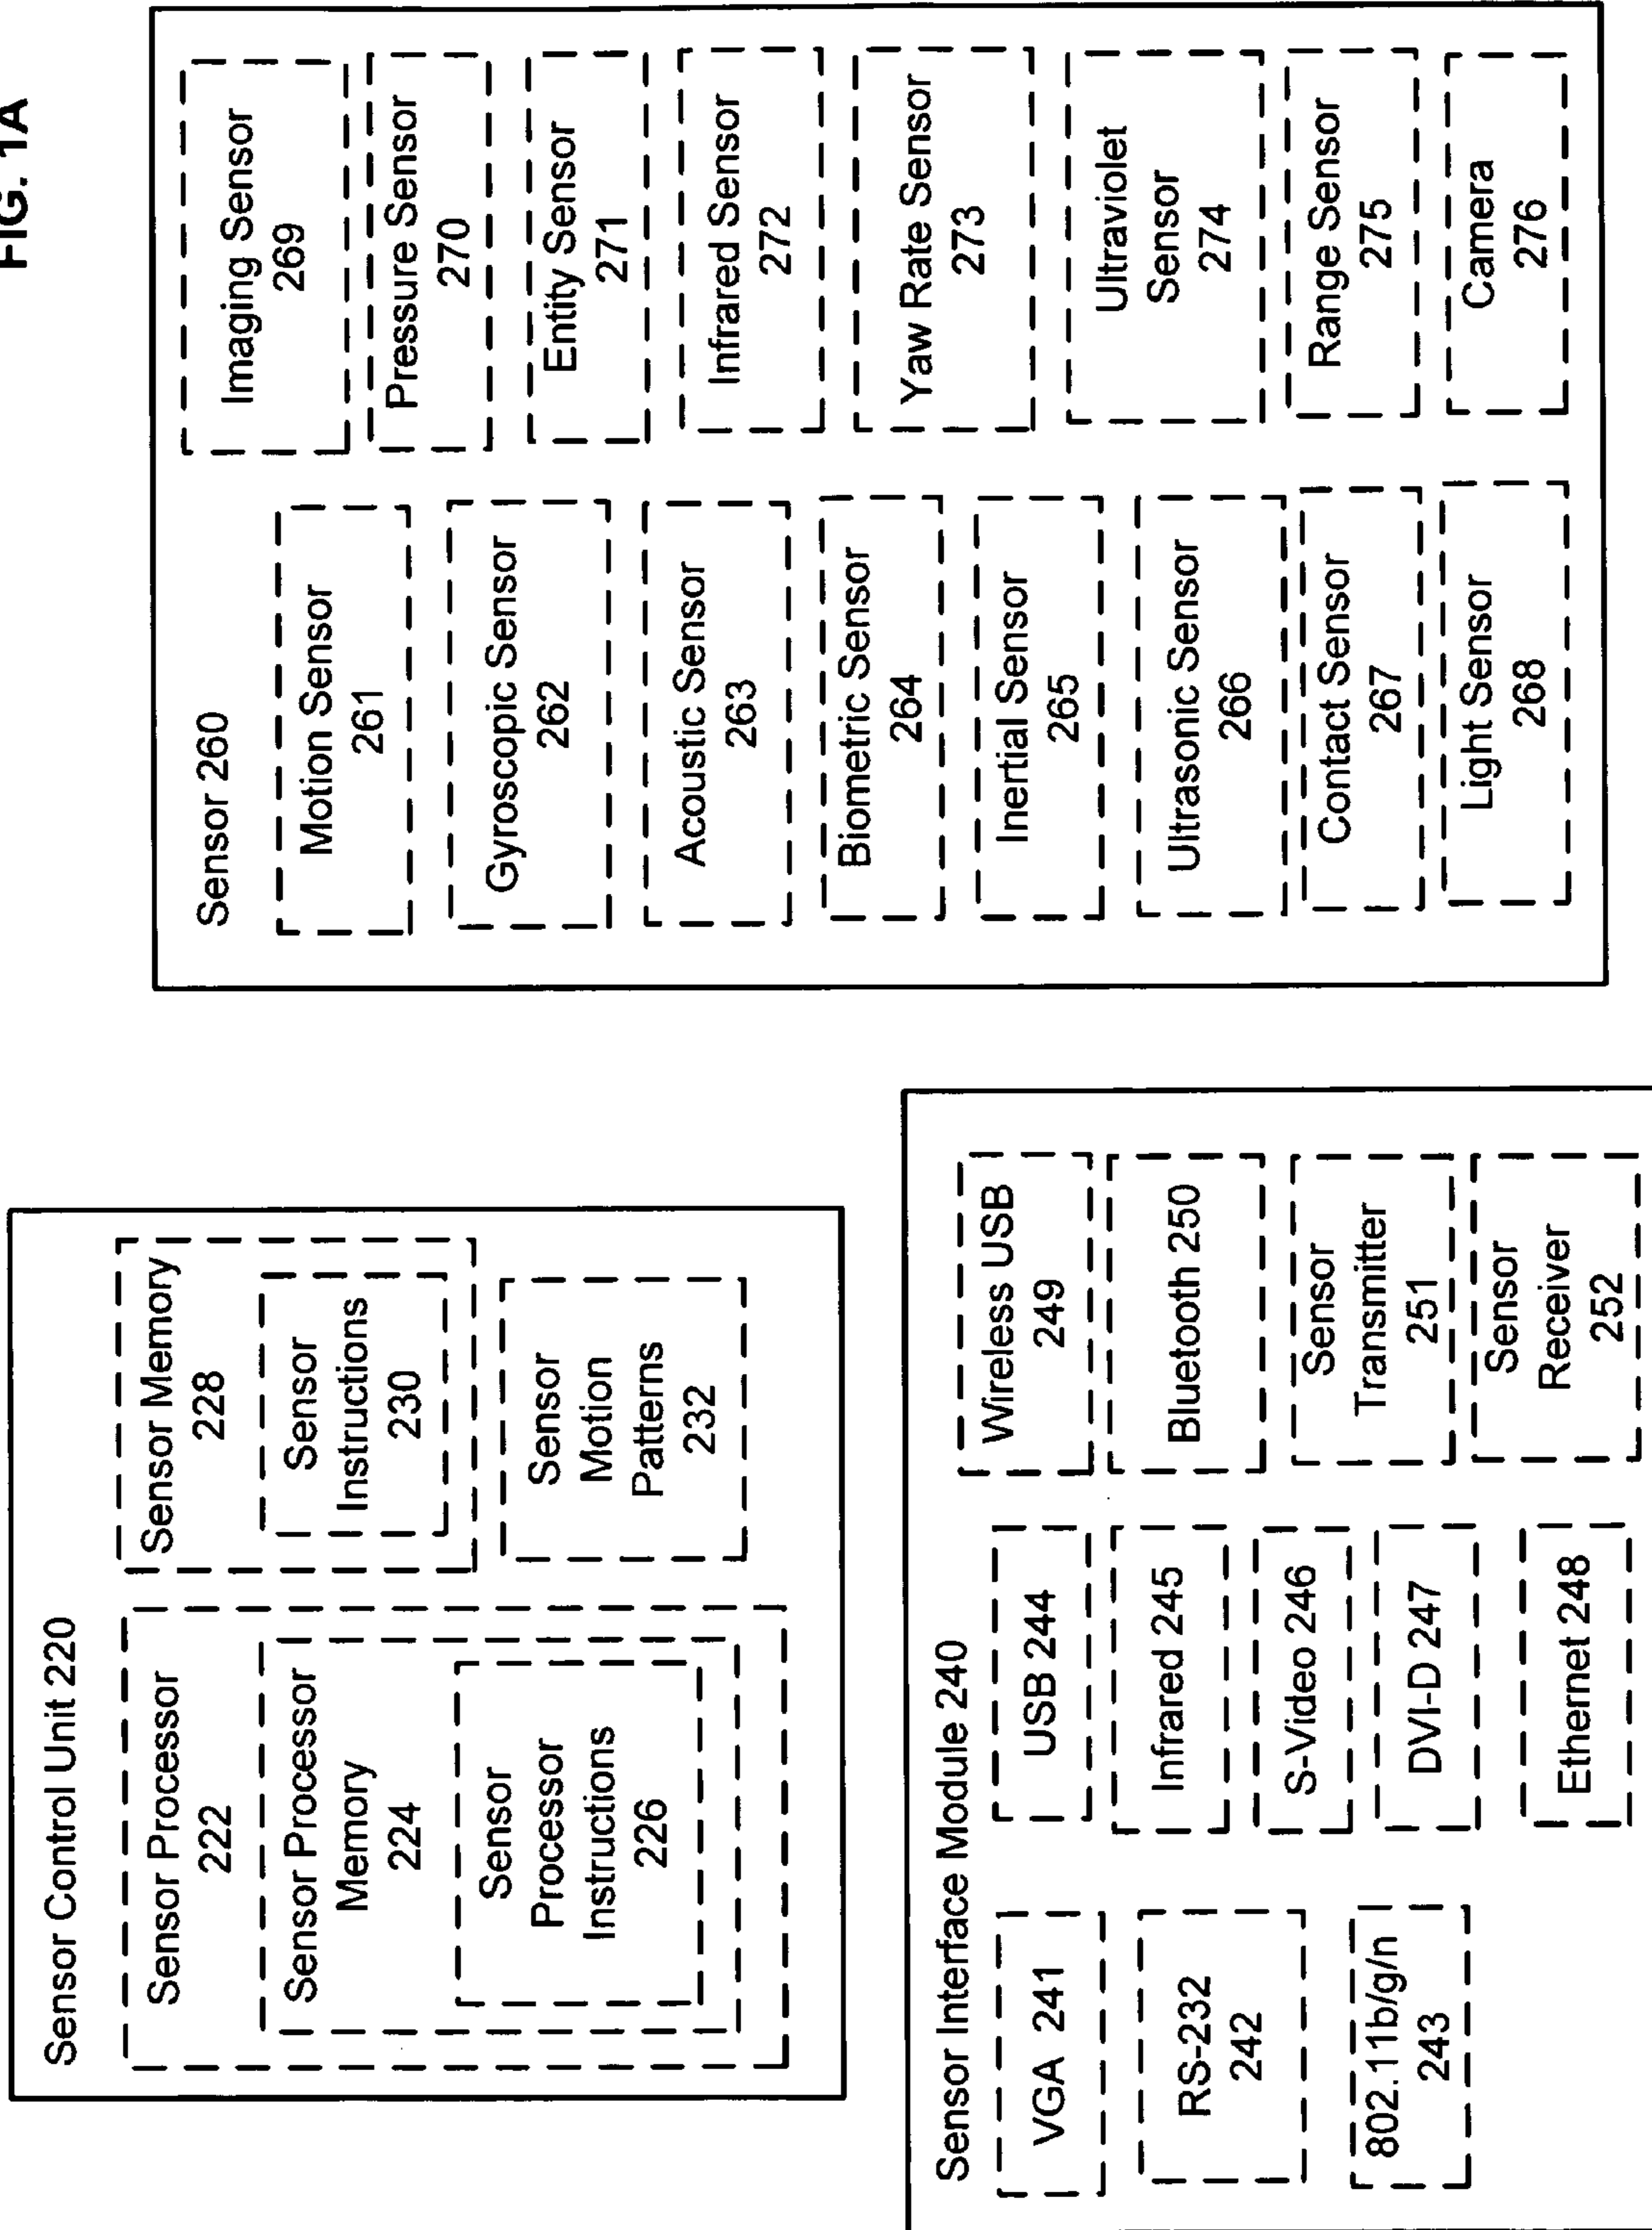 FIG. 1A
Sensor Control Unit 220
Sensor Processor
222
Sensor Processor
Memory
224
Sensor
Processor
Instructions
226
Sensor Memory
228
Sensor
Instructions
230
Sensor
Motion
Patterns
232
Sensor 260
Motion Sensor
261
Gyroscopic Sensor
262
Acoustic Sensor
263
Biometric Sensor
264
Inertial Sensor
265
Ultrasonic Sensor
266
Contact Sensor
267
Light Sensor
268
Imaging Sensor
269
Pressure Sensor
270
Entity Sensor
271
Infrared Sensor
272
Yaw Rate Sensor
273
Ultraviolet
Sensor
274
Range Sensor
275
Camera
276
Sensor Interface Module 240
VGA 241
RS-232
242
802.11b/g/n
243
USB 244
Infrared 245
S-Video 246
DVI-D 247
Ethernet 248
Wireless USB
249
Bluetooth 250
Sensor
Transmitter
251
Sensor
Receiver
252